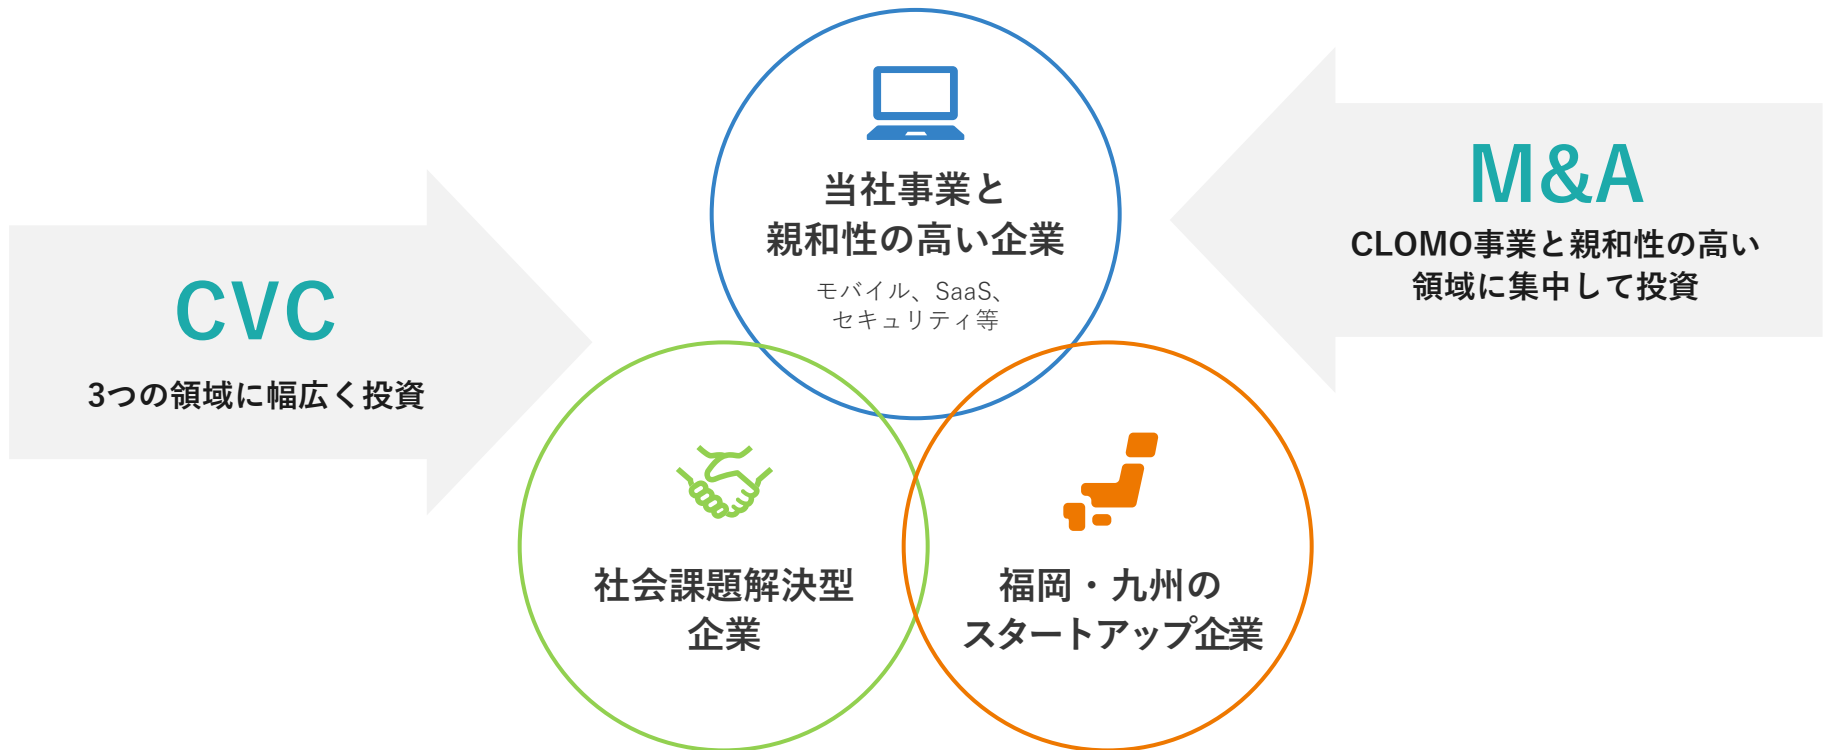 CVC
3つの領域に幅広く投資
当社事業と
親和性の高い企業
モバイル、SaaS、
セキュリティ等
M&A
CLOMO事業と親和性の高い
領域に集中して投資
社会課題解決型
企業
福岡・九州の
スタートアップ企業